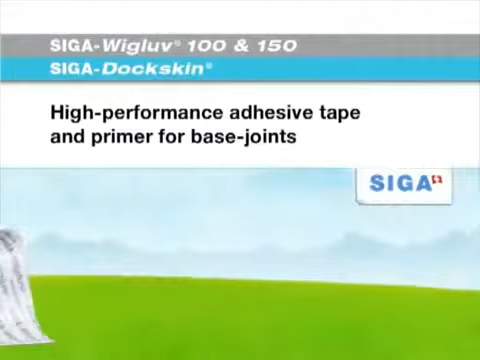 SIGA-Wigluv® 100 & 150
SIGA-Dockskin®
High-performance adhesive tape
and primer for base-joints
SIGA